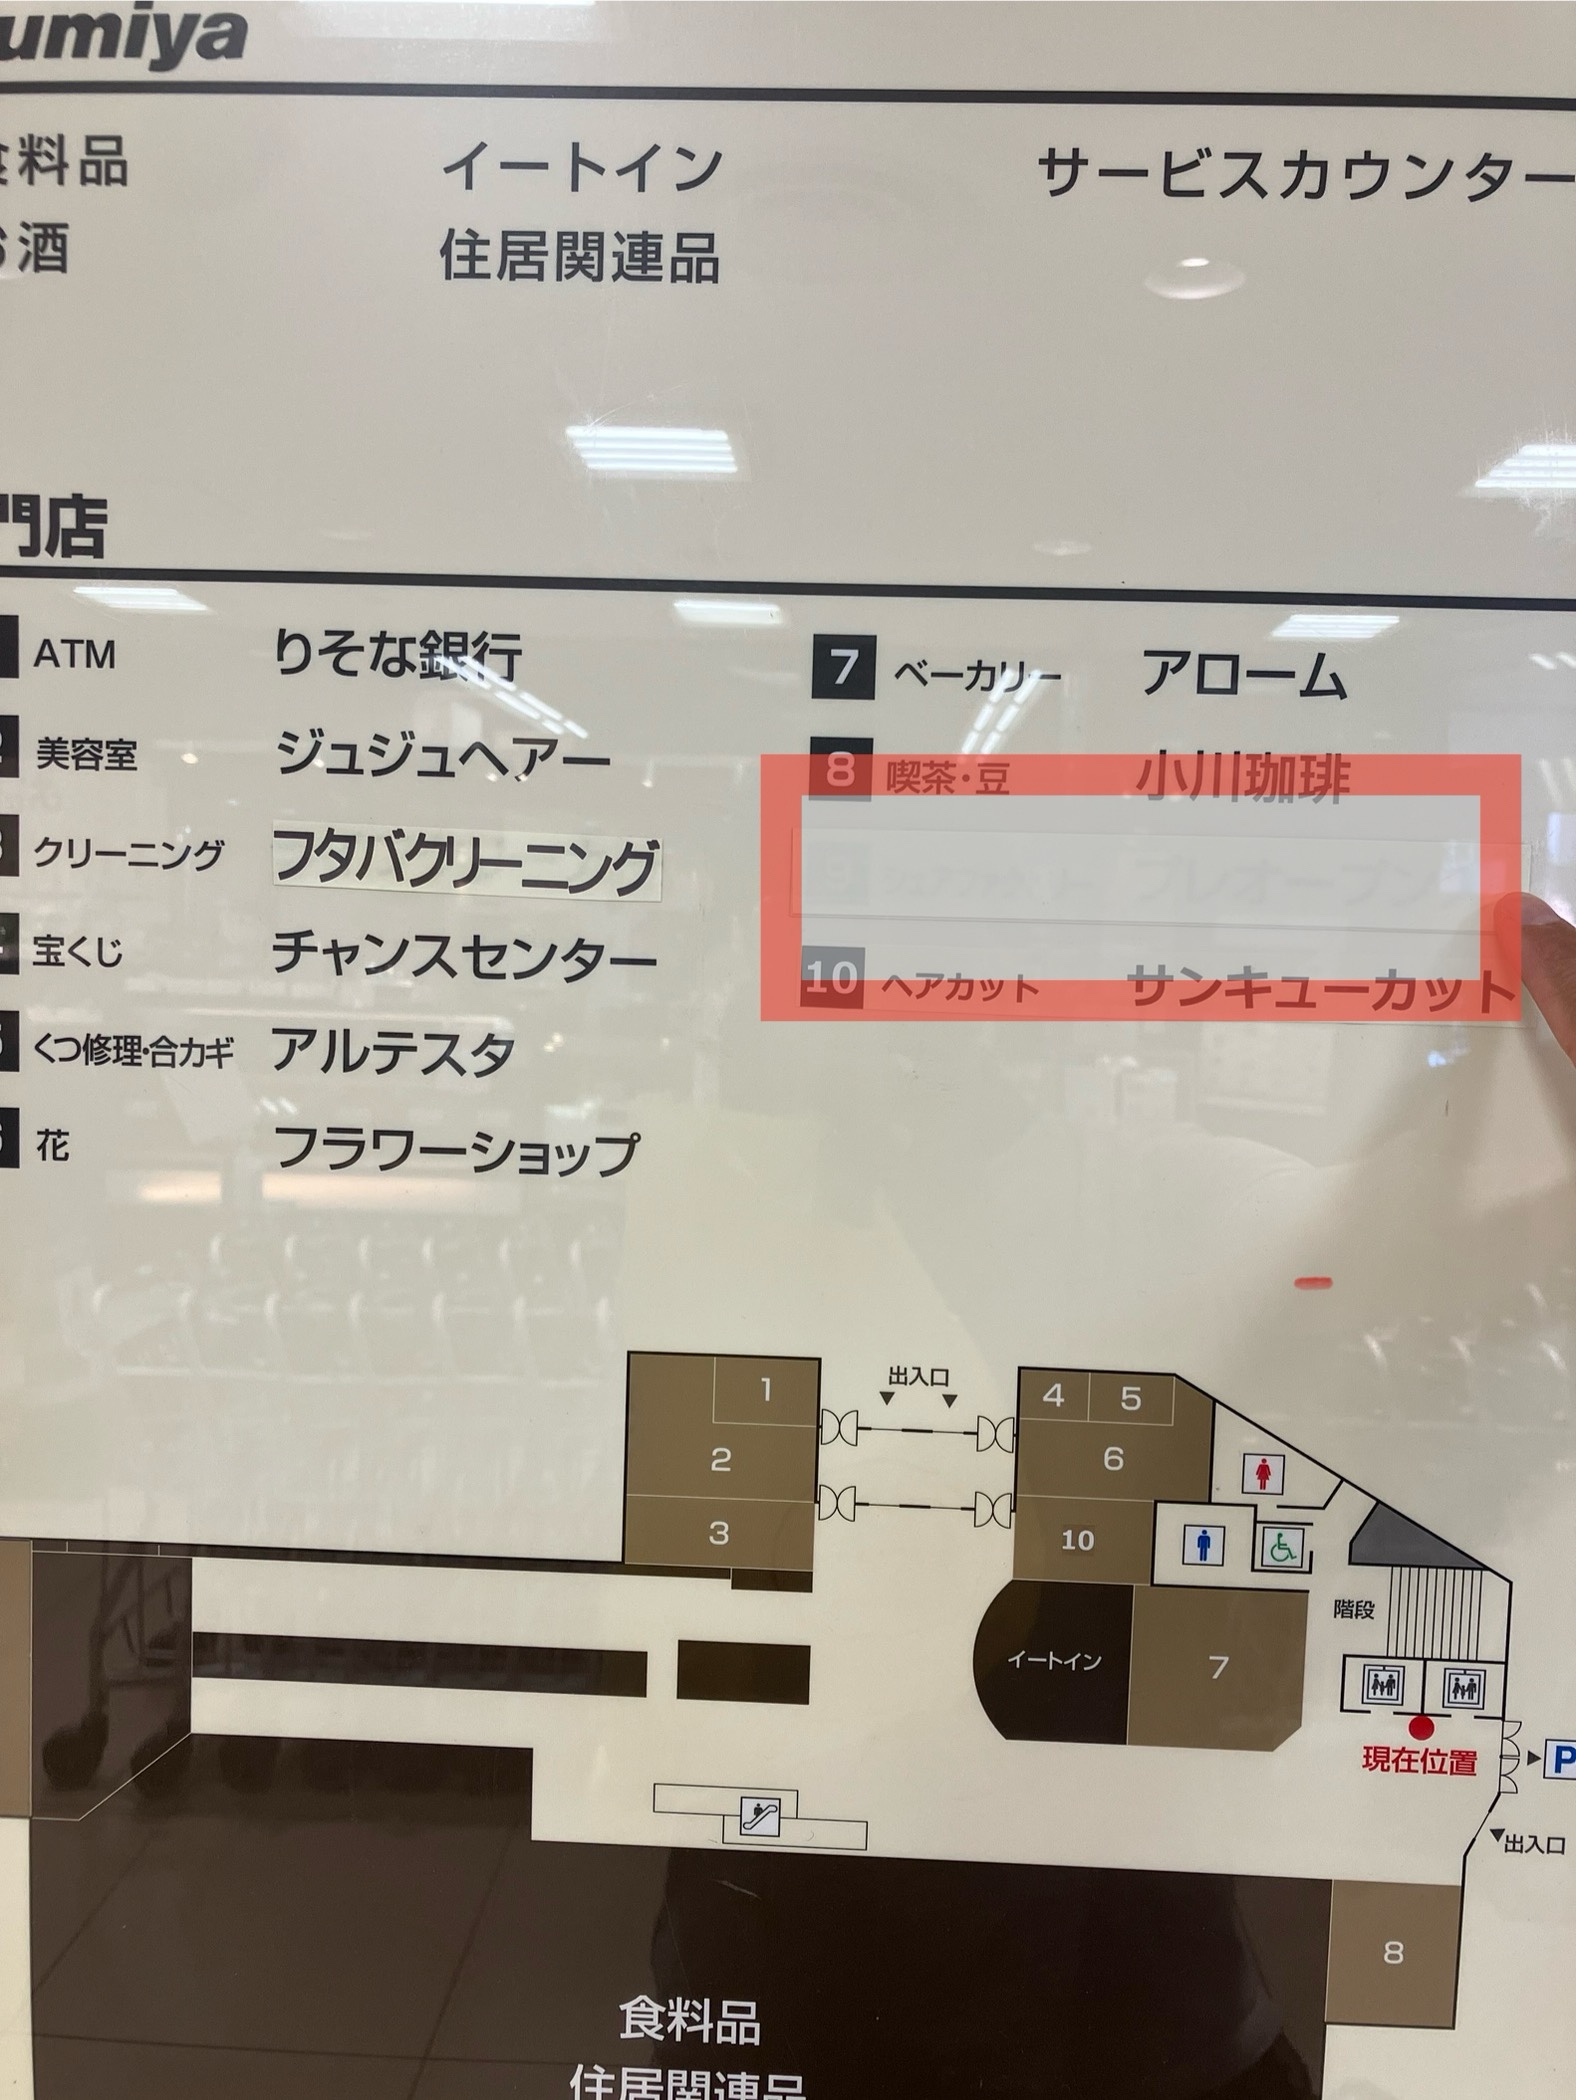 umiya
食料品
イートイン
サービスカウンター
お酒
住居関連品
門店
ATM りそな銀行
美容室 ジュジュヘアー
クリーニング フタバクリーニング
宝くじ チャンスセンター
くつ修理・合カギ アルテスタ
花 フラワーショップ
7 ベーカリー アローム
8 喫茶・豆 小川珈琲
プレオープン
10 ヘアカット サンキューカット
出入口
1
2
3
4
5
6
10
イートイン
7
階段
現在位置
P
出入口
8
食料品
住居関連品